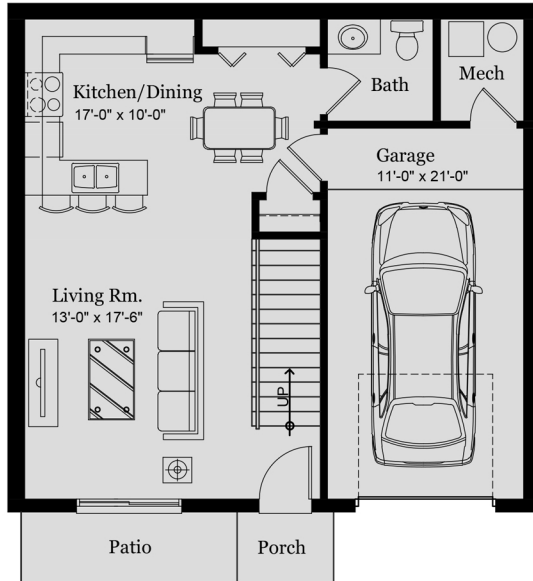 Kitchen/Dining
17'-0" x 10'-0"
Bath
Mech
Garage
11'-0" x 21'-0"
Living Rm.
13'-0" x 17'-6"
UP
Patio
Porch